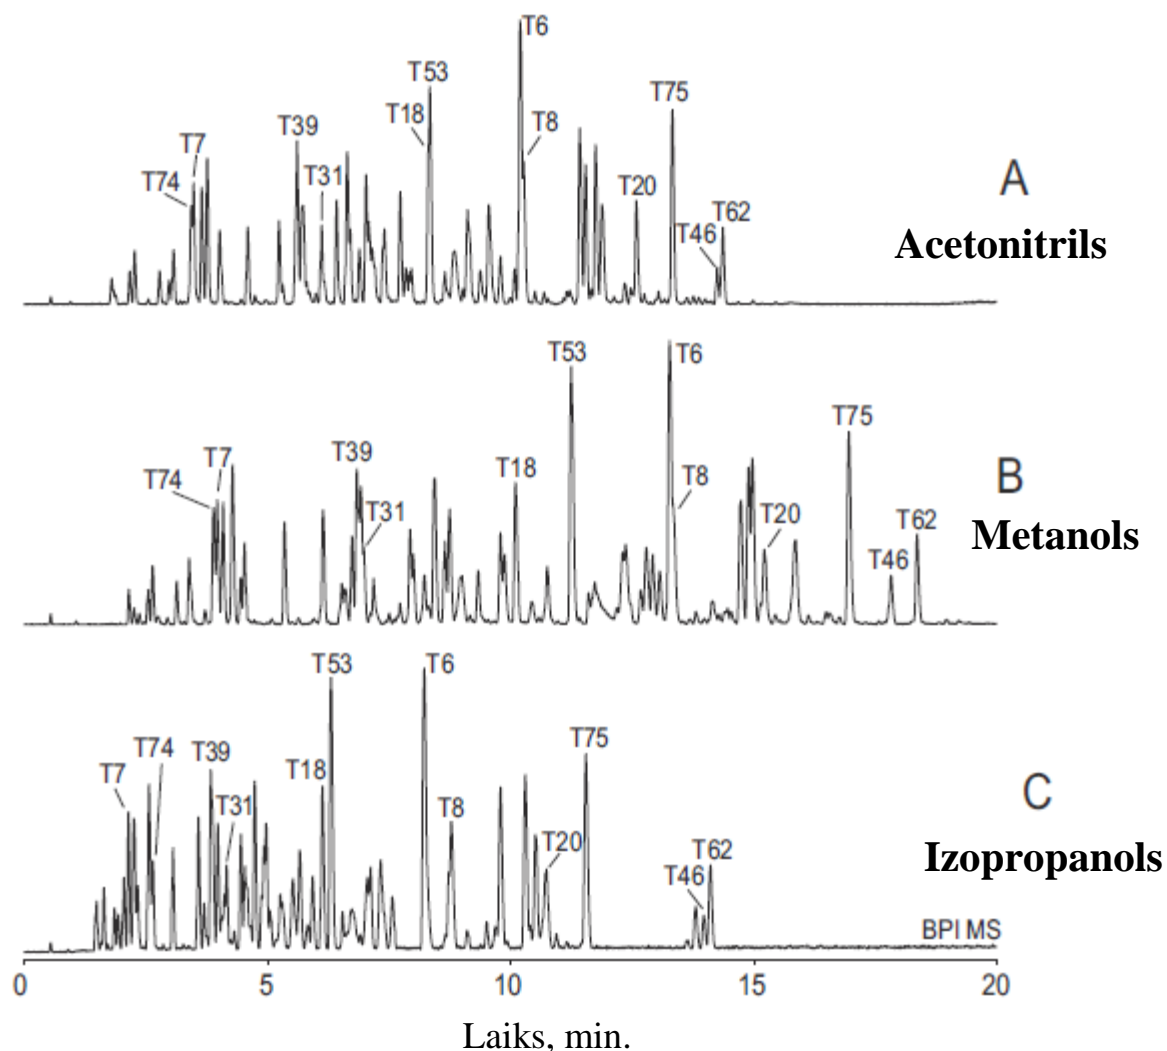 T6
T53
T75
T18
T8
T39
T7
T31
T74
T20
T62
T46
A
Acetonitrils
T53
T6
T75
T39
T7
T18
T74
T8
T31
T20
T62
T46
B
Metanols
T53
T6
T74
T39
T75
T7
T18
T31
T8
T20
T62
T46
C
Izopropanols
BPI MS
0 5 10 15 20
Laiks, min.